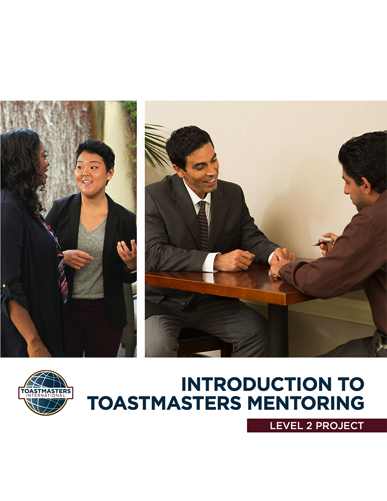 TOASTMASTERS
INTERNATIONAL
INTRODUCTION TO
TOASTMASTERS MENTORING
LEVEL 2 PROJECT